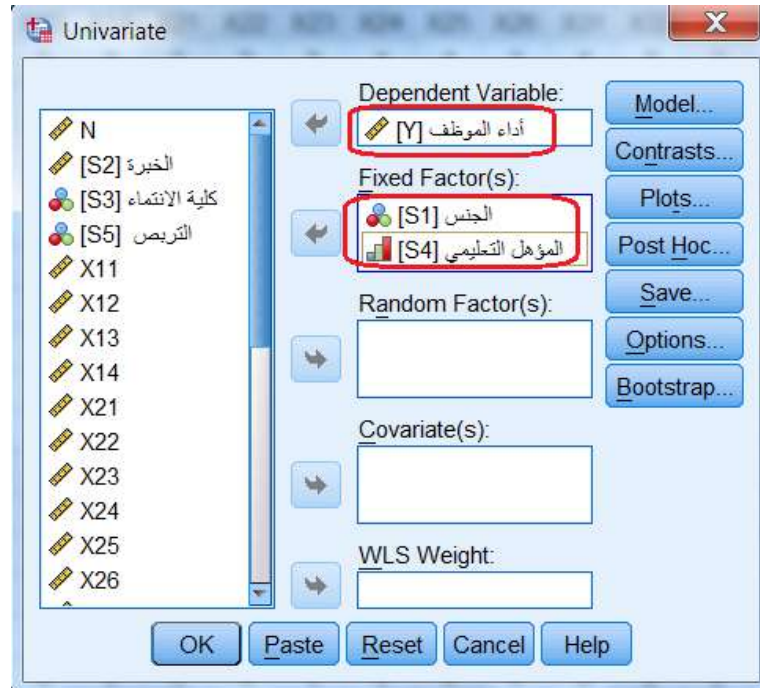 Univariate
N
الخبرة [S2]
كلية الانتماء [S3]
التربص [S5]
X11
X12
X13
X14
X21
X22
X23
X24
X25
X26
Dependent Variable:
أداء الموظف [Y]
Fixed Factor(s):
الجنس [S1]
المؤهل التعليمي [S4]
Random Factor(s):
Covariate(s):
WLS Weight:
Model...
Contrasts...
Plots...
Post Hoc...
Save...
Options...
Bootstrap...
OK Paste Reset Cancel Help